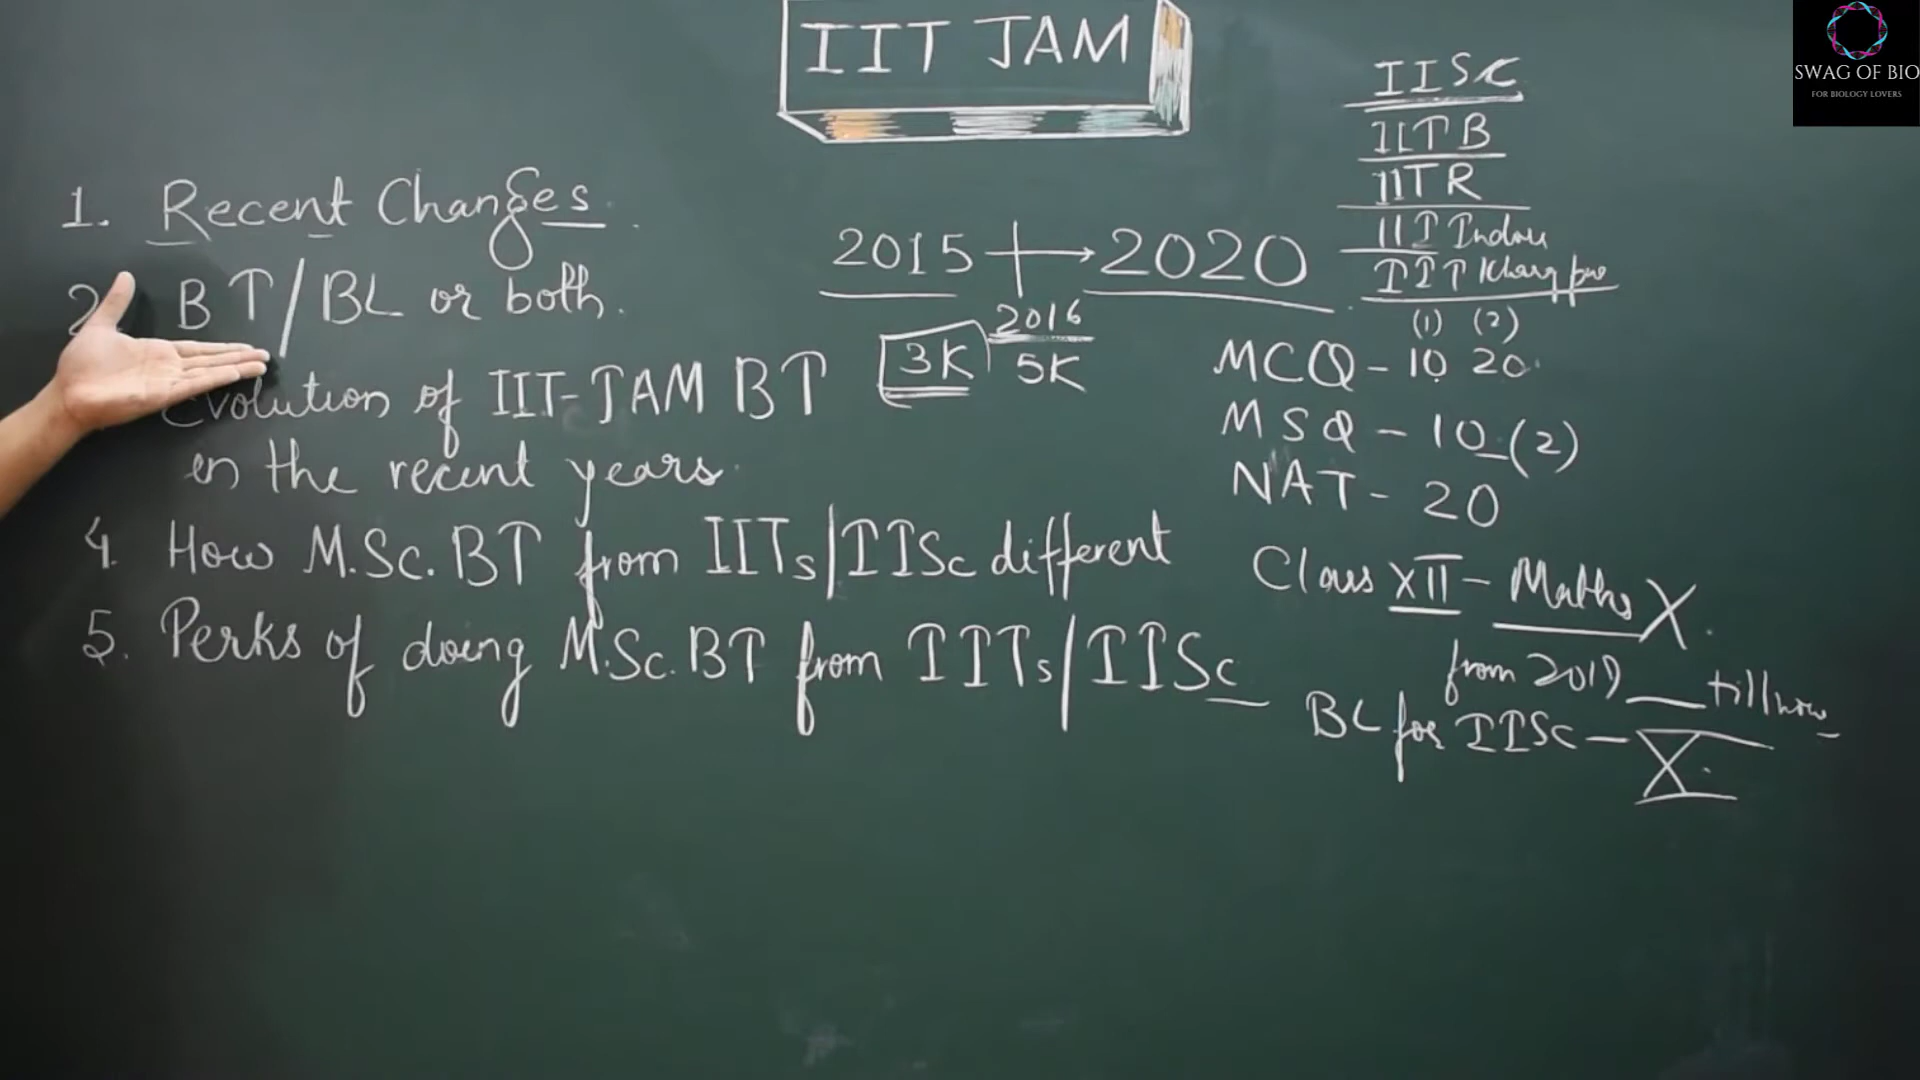 IIT JAM
SWAG OF BIO
FOR BIOLOGY LOVERS
1. Recent Changes.
2. BT/BL or both.
Evolution of IIT-JAM BT
in the recent years.
4. How M.Sc. BT from IITs/IISc different
5. Perks of doing M.Sc. BT from IITs/IISc
2015 → 2020
2016
3K 5K
IISC
IITB
IITR
IIT Indore
IIT Kharagpur
(1) (2)
MCQ - 10 20
MSQ - 10 (2)
NAT - 20
Class XII - Maths X.
from 2019 — till now
BL for IISc - X.